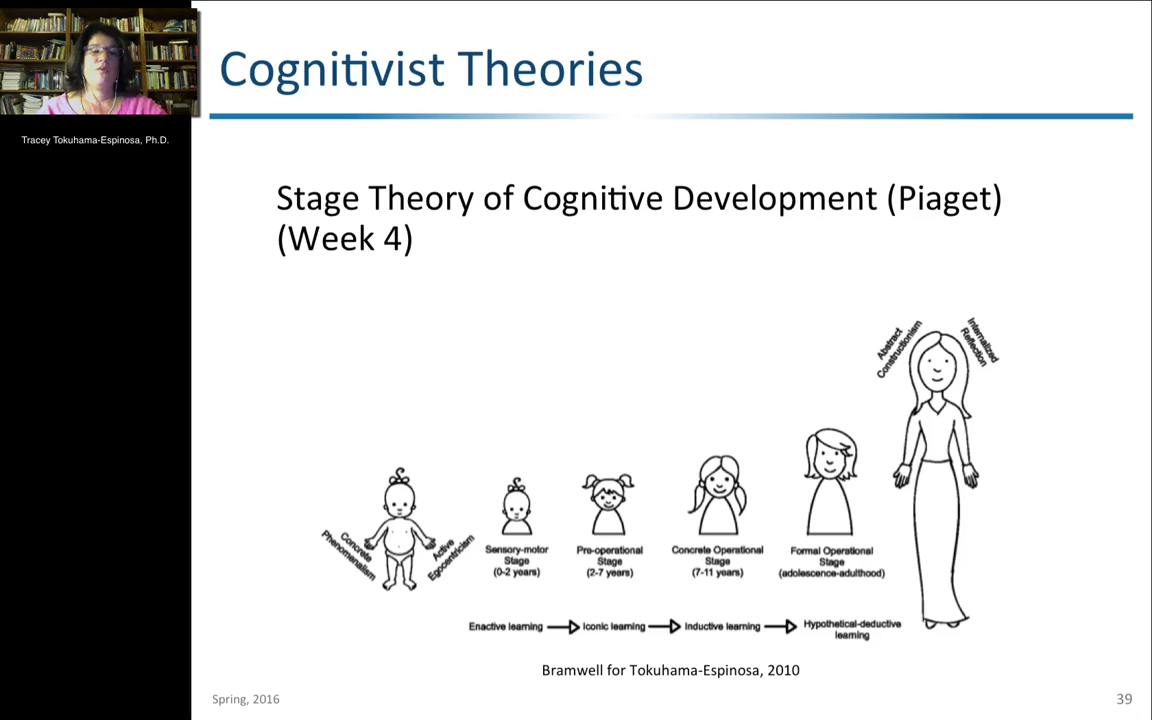 Cognitivist Theories
Tracey Tokuhama-Espinosa, Ph.D.
Stage Theory of Cognitive Development (Piaget)
(Week 4)
Abstract
Constructionism
Internalized
Reflection
Concrete
Phenomenalism
Active
Egocentricism
Sensory-motor
Stage
(0-2 years)
Pre-operational
Stage
(2-7 years)
Concrete Operational
Stage
(7-11 years)
Formal Operational
Stage
(adolescence-adulthood)
Enactive learning
Iconic learning
Inductive learning
Hypothetical-deductive
learning
Bramwell for Tokuhama-Espinosa, 2010
Spring, 2016
39